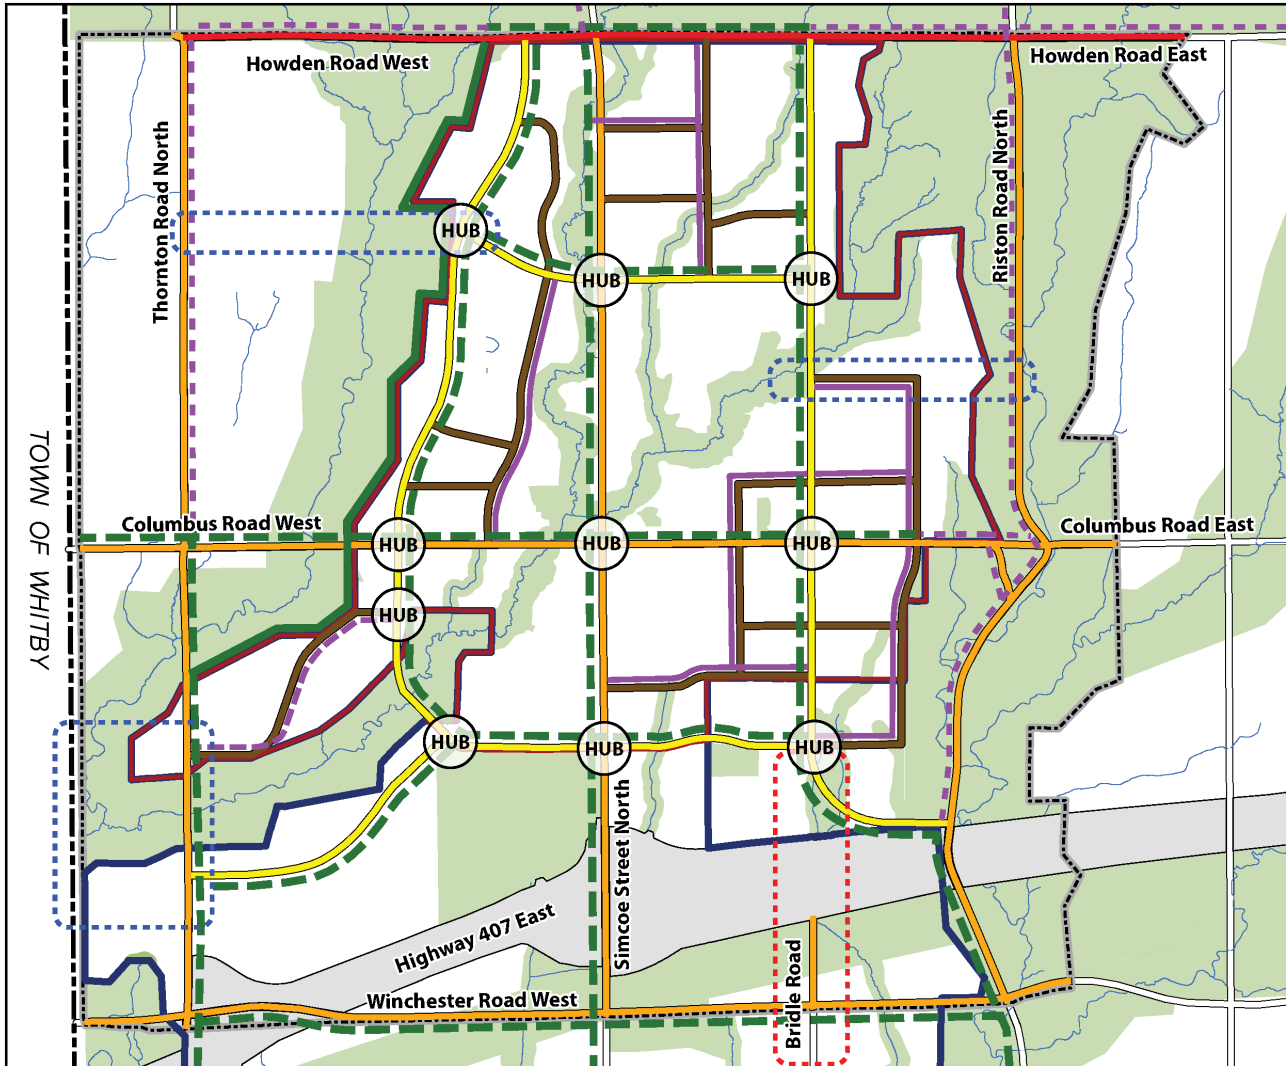 Howden Road West
Howden Road East
Thornton Road North
Riston Road North
HUB
HUB
HUB
TOWN OF WHITBY
Columbus Road West
Columbus Road East
HUB
HUB
HUB
HUB
HUB
HUB
HUB
Simcoe Street North
Highway 407 East
Bridle Road
Winchester Road West